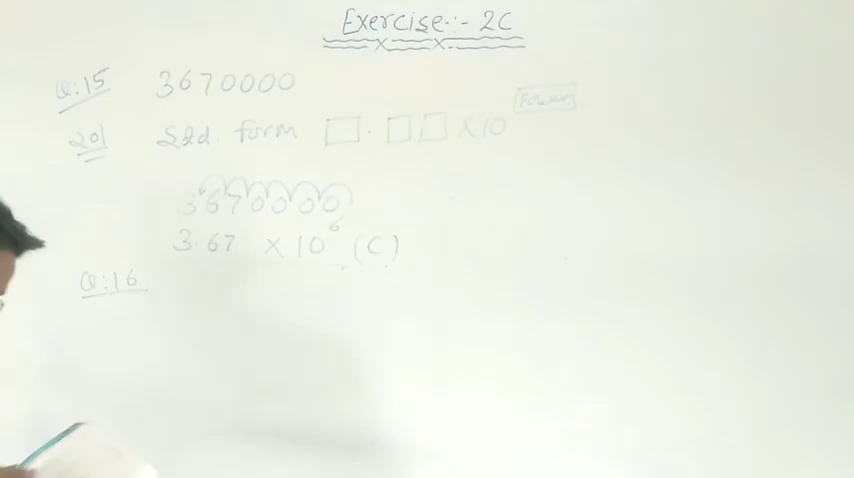 Exercise:- 2C
Q:15 3670000
Sol Std. form □.□□ ×10 Power
3670000
3.67 ×10⁶ (C)
Q:16